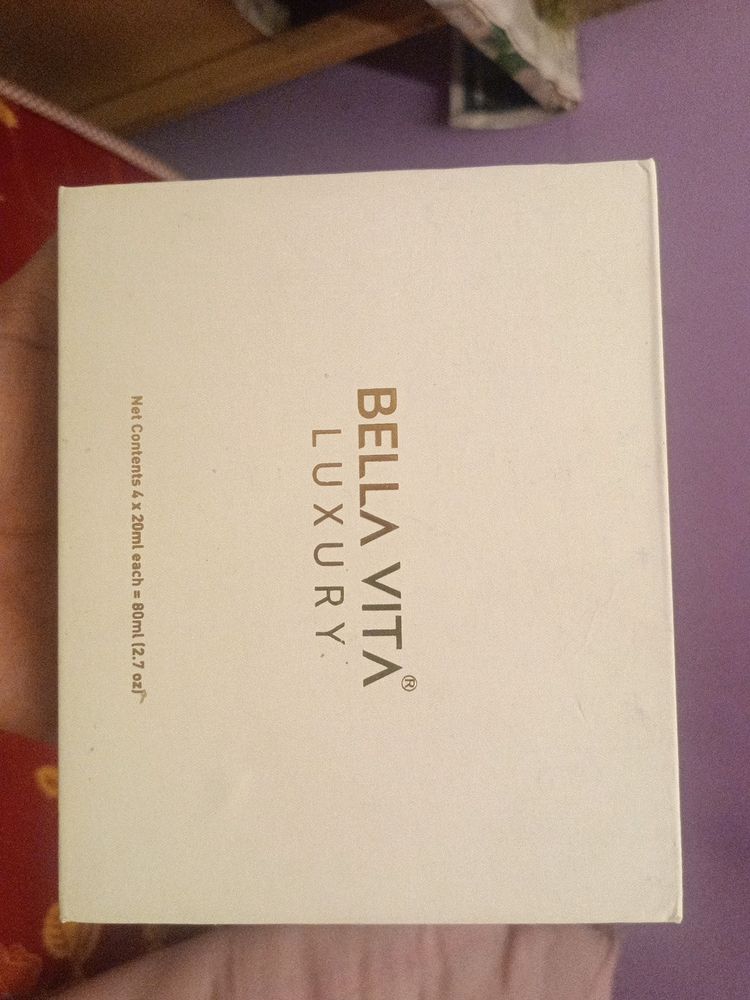 BELLA VITA®
LUXURY
Net Contents 4 x 20ml each = 80ml (2.7 oz)